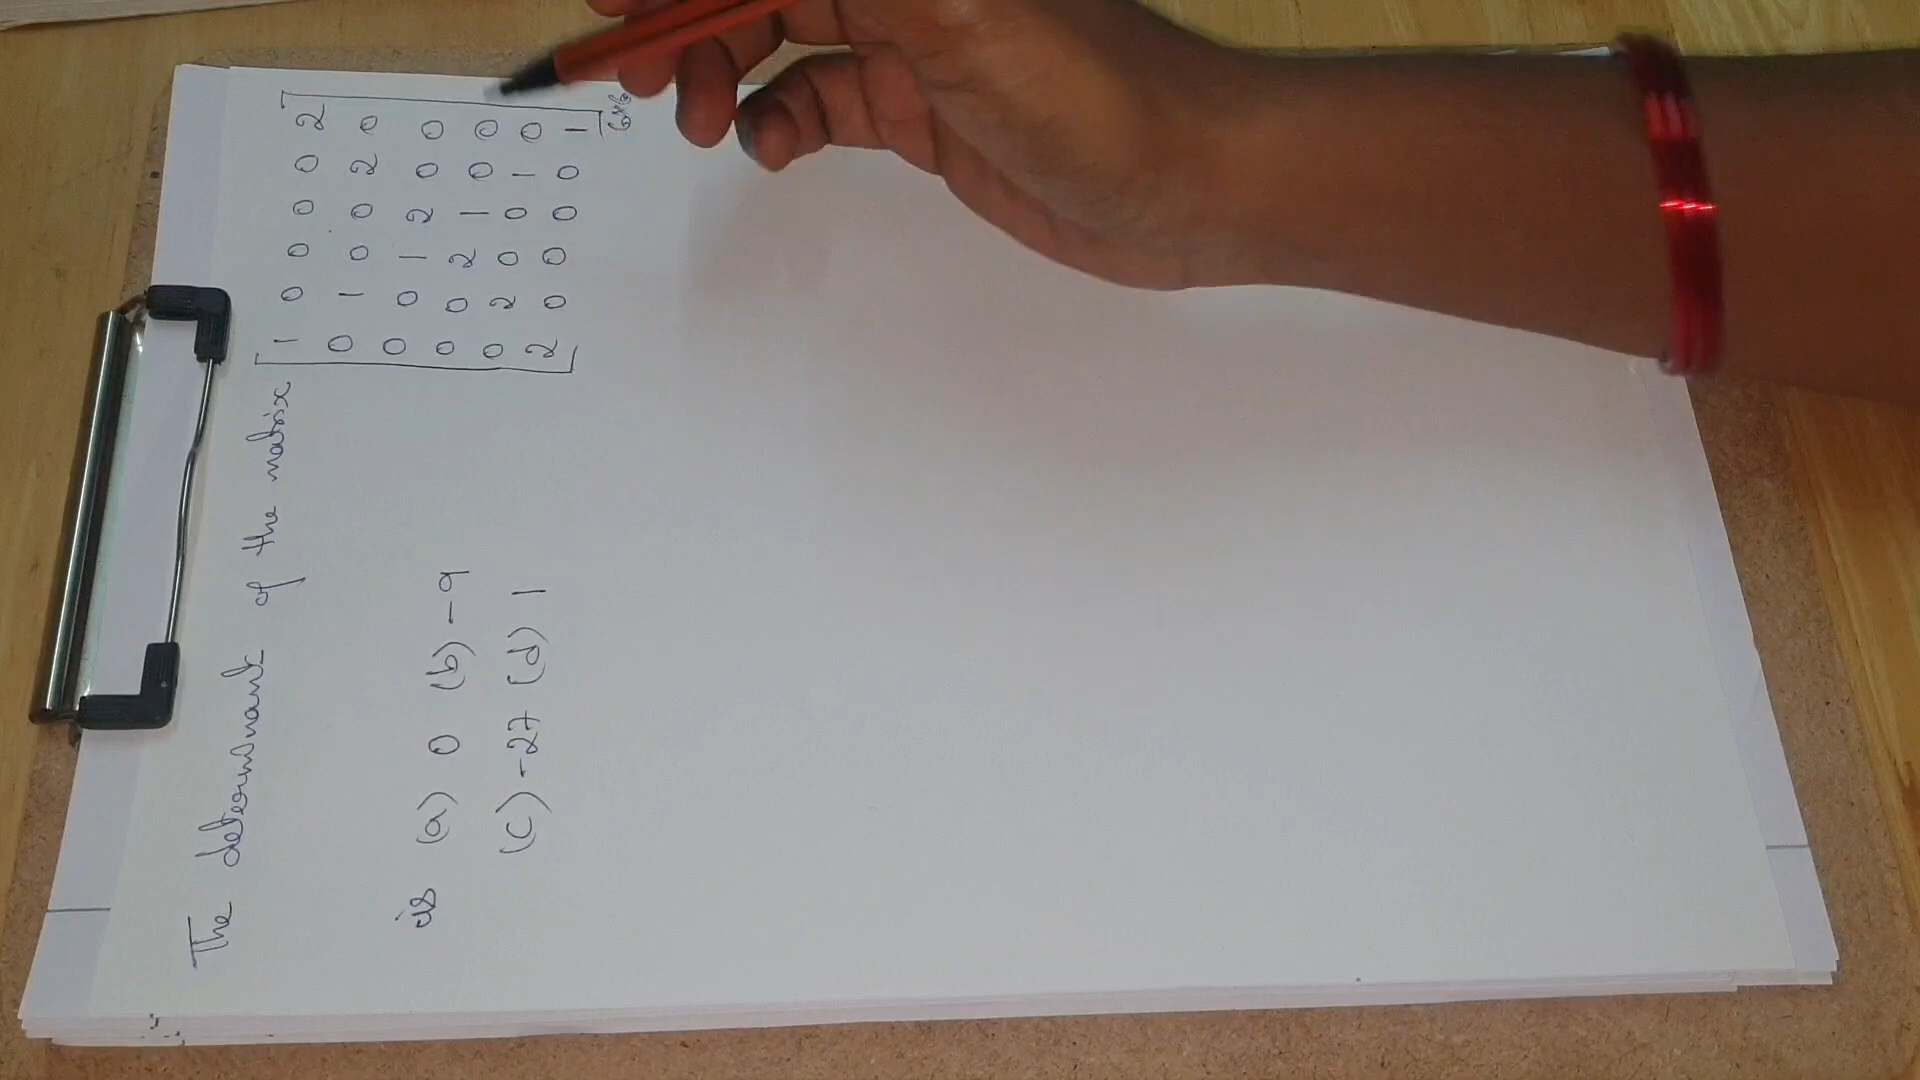 The determinant of the matrix
1 0 0 0 0 2
0 1 0 0 2 0
0 0 1 2 0 0
0 0 2 1 0 0
0 2 0 0 1 0
2 0 0 0 0 1
6x6
is (a) 0 (b) -9
(c) -27 (d) 1